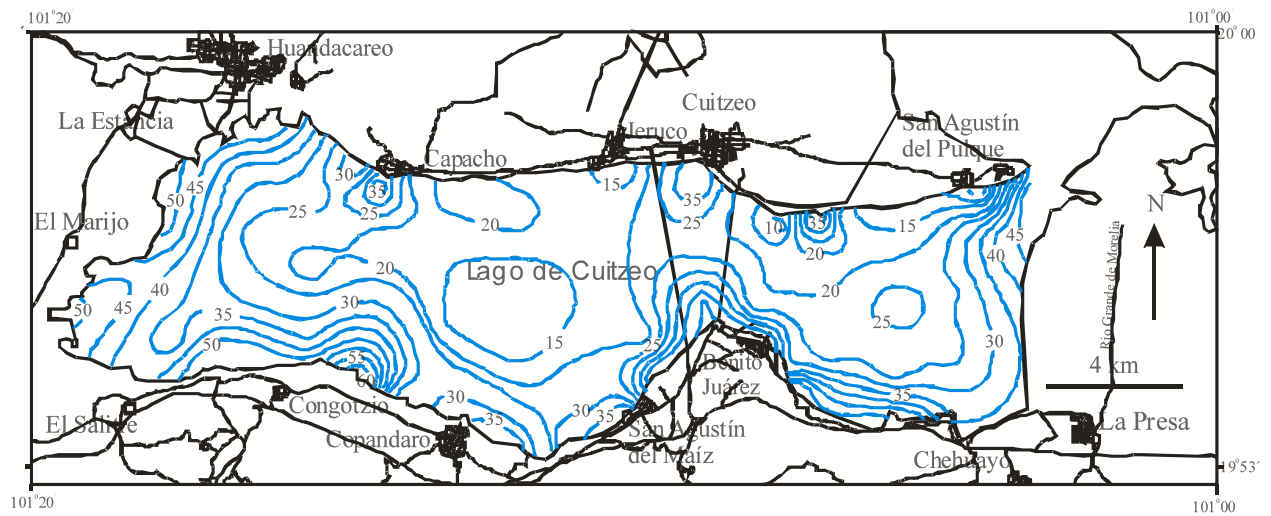 101°20'
101°00'
20°00
Huandacareo
La Estancia
Cuitzeo
Jeruco
San Agustín
del Pulque
Capacho
El Marijo
N
Lago de Cuitzeo
Río Grande de Morelia
4 km
Benito
Juárez
Congotzio
El Salitre
Copandaro
San Agustín
del Maíz
La Presa
Chehuayo
19°53'
101°20'
101°00'
30
35
25
45
50
25
20
15
35
25
10
35
20
15
45
40
20
40
45
50
35
50
30
20
15
25
25
30
55
60
30
35
30
35
35